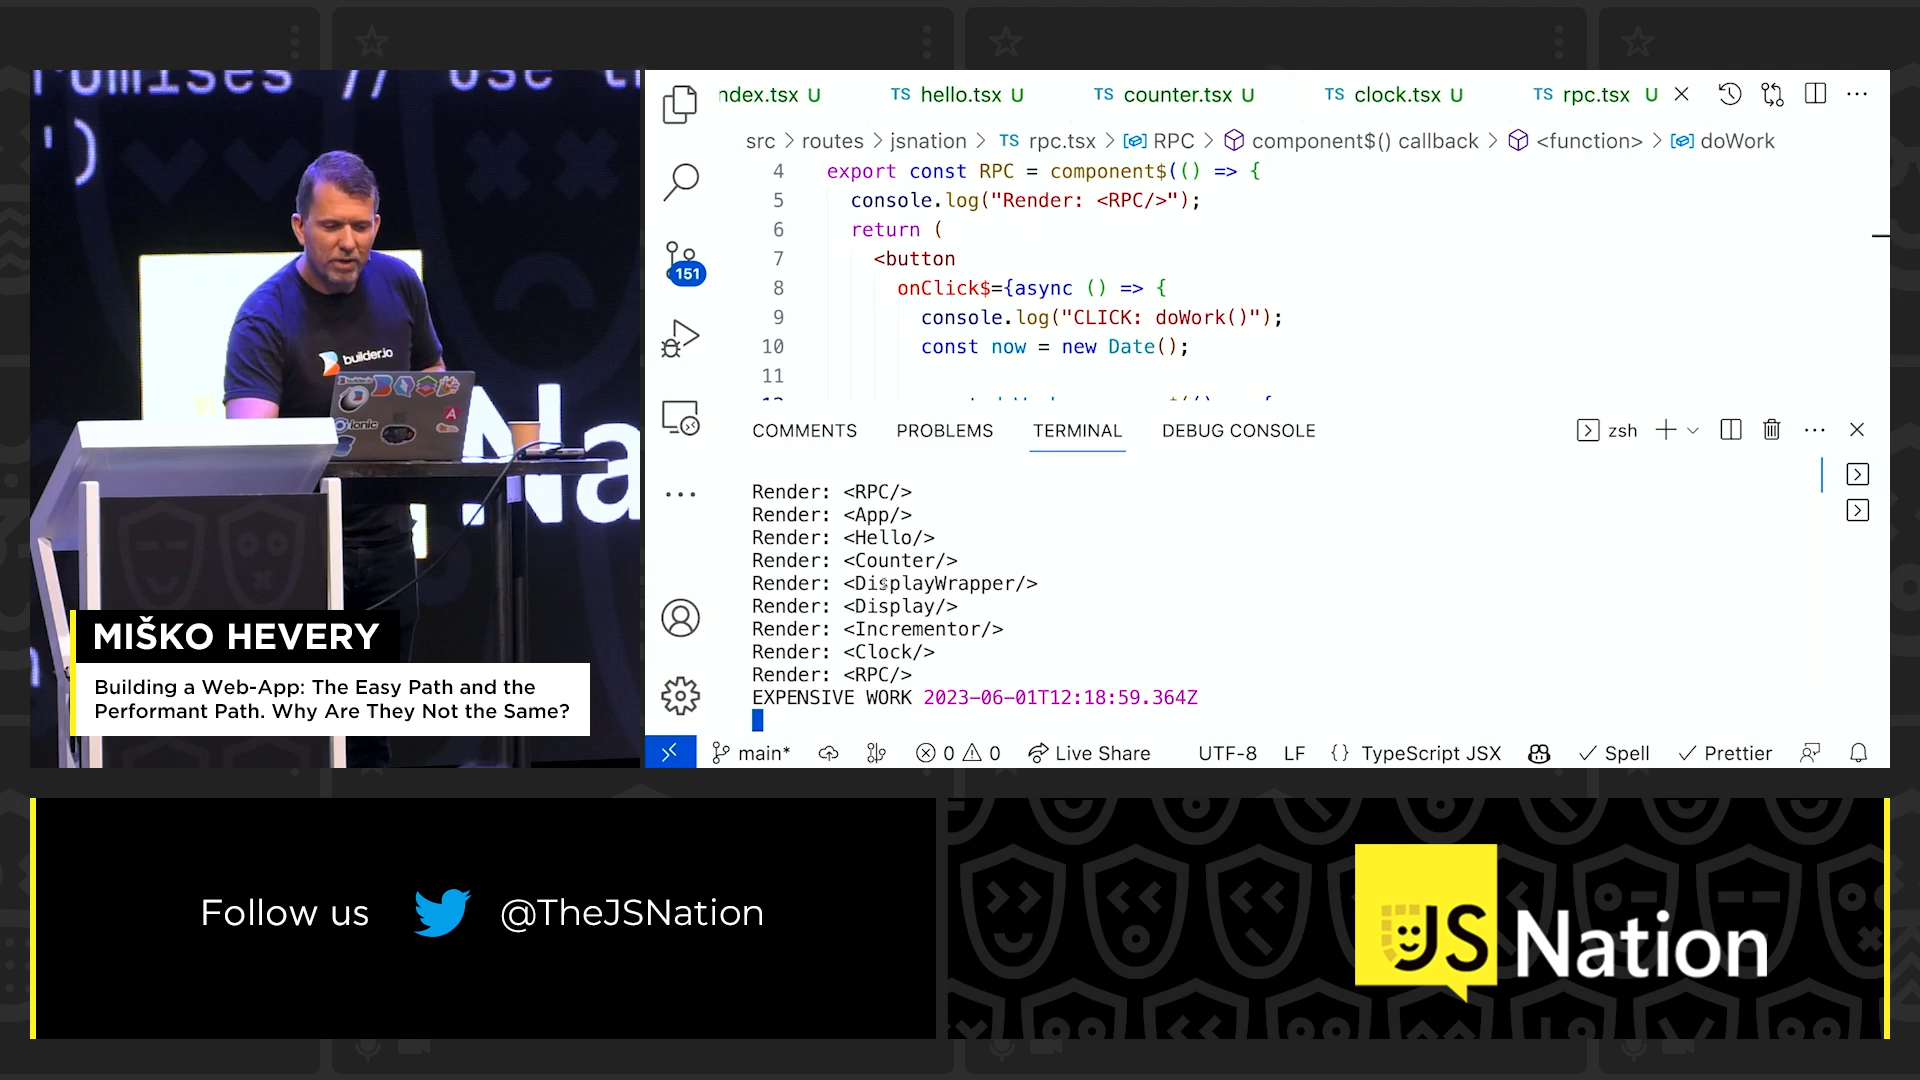 romises // use t
')
builder.io
ionic
Na
MIŠKO HEVERY
Building a Web-App: The Easy Path and the
Performant Path. Why Are They Not the Same?
ndex.tsx U
TS hello.tsx U
TS counter.tsx U
TS clock.tsx U
TS rpc.tsx U
src > routes > jsnation > TS rpc.tsx > RPC > component$() callback > <function> > doWork
4 export const RPC = component$(() => {
5 console.log("Render: <RPC/>");
6 return (
7 <button
8 onClick$={async () => {
9 console.log("CLICK: doWork()");
10 const now = new Date();
11
151
COMMENTS PROBLEMS TERMINAL DEBUG CONSOLE
zsh
Render: <RPC/>
Render: <App/>
Render: <Hello/>
Render: <Counter/>
Render: <DisplayWrapper/>
Render: <Display/>
Render: <Incrementor/>
Render: <Clock/>
Render: <RPC/>
EXPENSIVE WORK 2023-06-01T12:18:59.364Z
main* 0 0 Live Share UTF-8 LF {} TypeScript JSX Spell Prettier
Follow us @TheJSNation
JS Nation